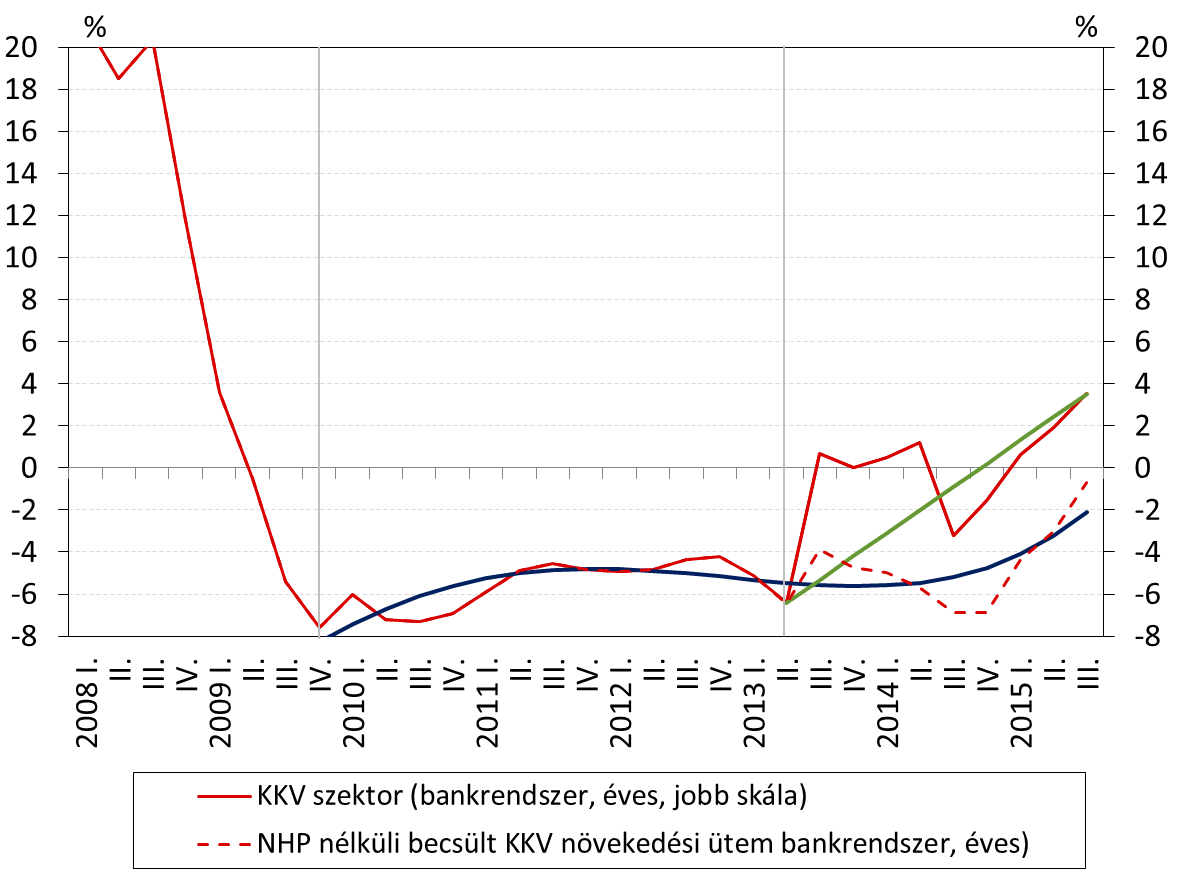 % %
20 20
18 18
16 16
14 14
12 12
10 10
8 8
6 6
4 4
2 2
0 0
-2 -2
-4 -4
-6 -6
-8 -8
2008 I.
II.
III.
IV.
2009 I.
II.
III.
IV.
2010 I.
II.
III.
IV.
2011 I.
II.
III.
IV.
2012 I.
II.
III.
IV.
2013 I.
II.
III.
IV.
2014 I.
II.
III.
IV.
2015 I.
II.
III.
KKV szektor (bankrendszer, éves, jobb skála)
NHP nélküli becsült KKV növekedési ütem bankrendszer, éves)